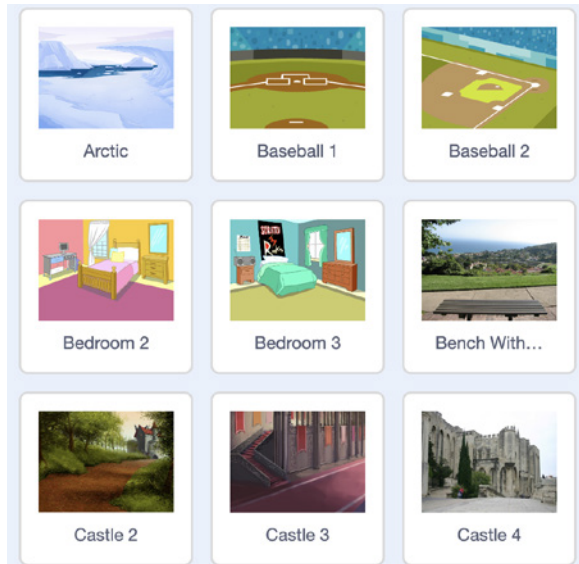 Arctic
Baseball 1
Baseball 2
Bedroom 2
Bedroom 3
Bench With...
Castle 2
Castle 3
Castle 4